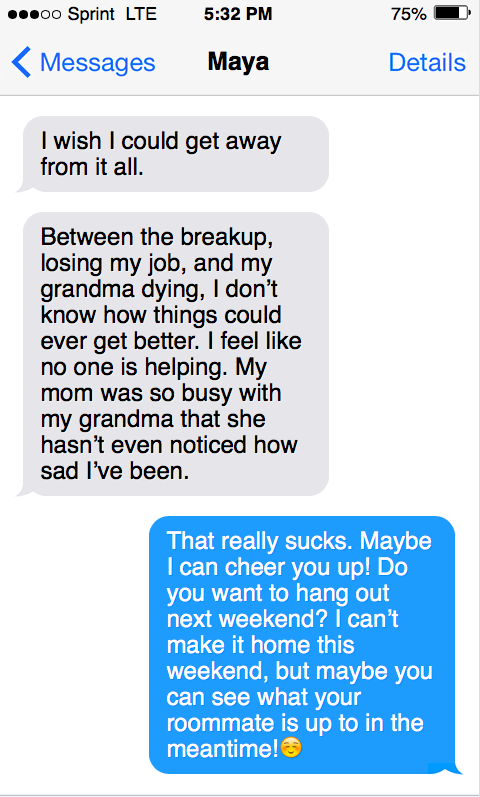 Sprint LTE 5:32 PM 75%
Messages Maya Details
I wish I could get away
from it all.
Between the breakup,
losing my job, and my
grandma dying, I don't
know how things could
ever get better. I feel like
no one is helping. My
mom was so busy with
my grandma that she
hasn't even noticed how
sad I've been.
That really sucks. Maybe
I can cheer you up! Do
you want to hang out
next weekend? I can't
make it home this
weekend, but maybe you
can see what your
roommate is up to in the
meantime!☺️